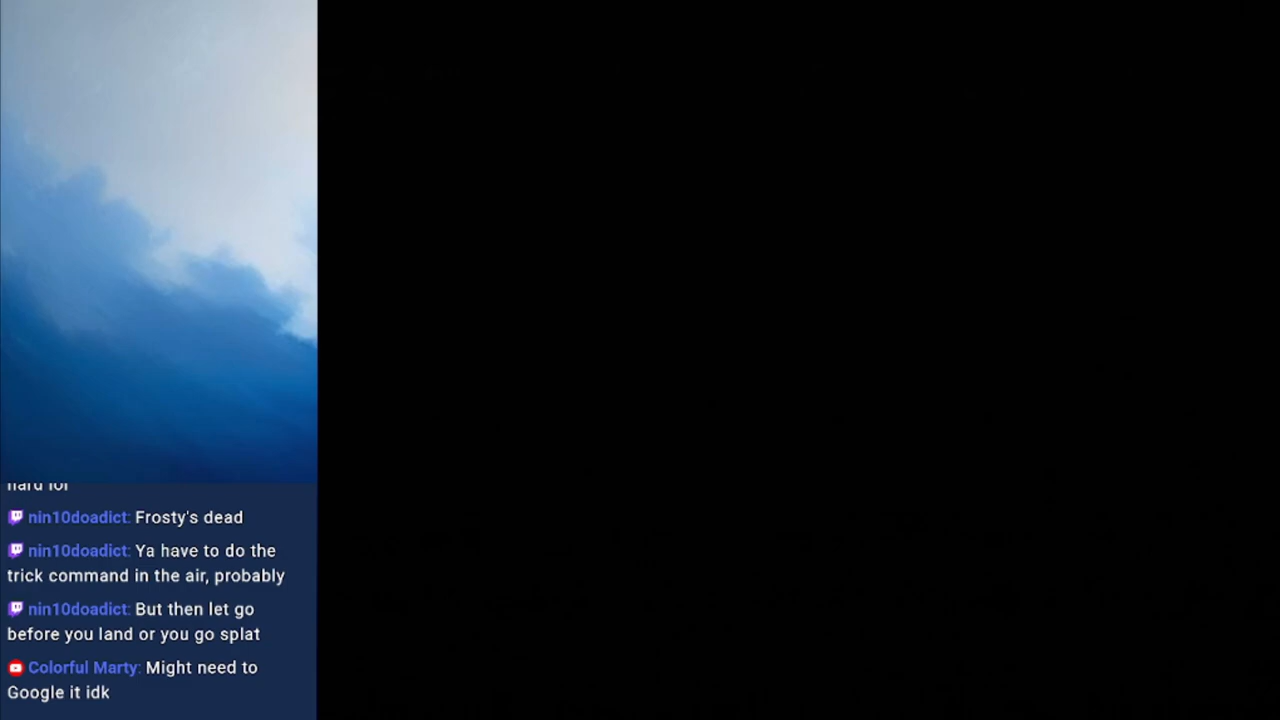 nin10doadict: Frosty's dead
nin10doadict: Ya have to do the
trick command in the air, probably
nin10doadict: But then let go
before you land or you go splat
Colorful Marty: Might need to
Google it idk